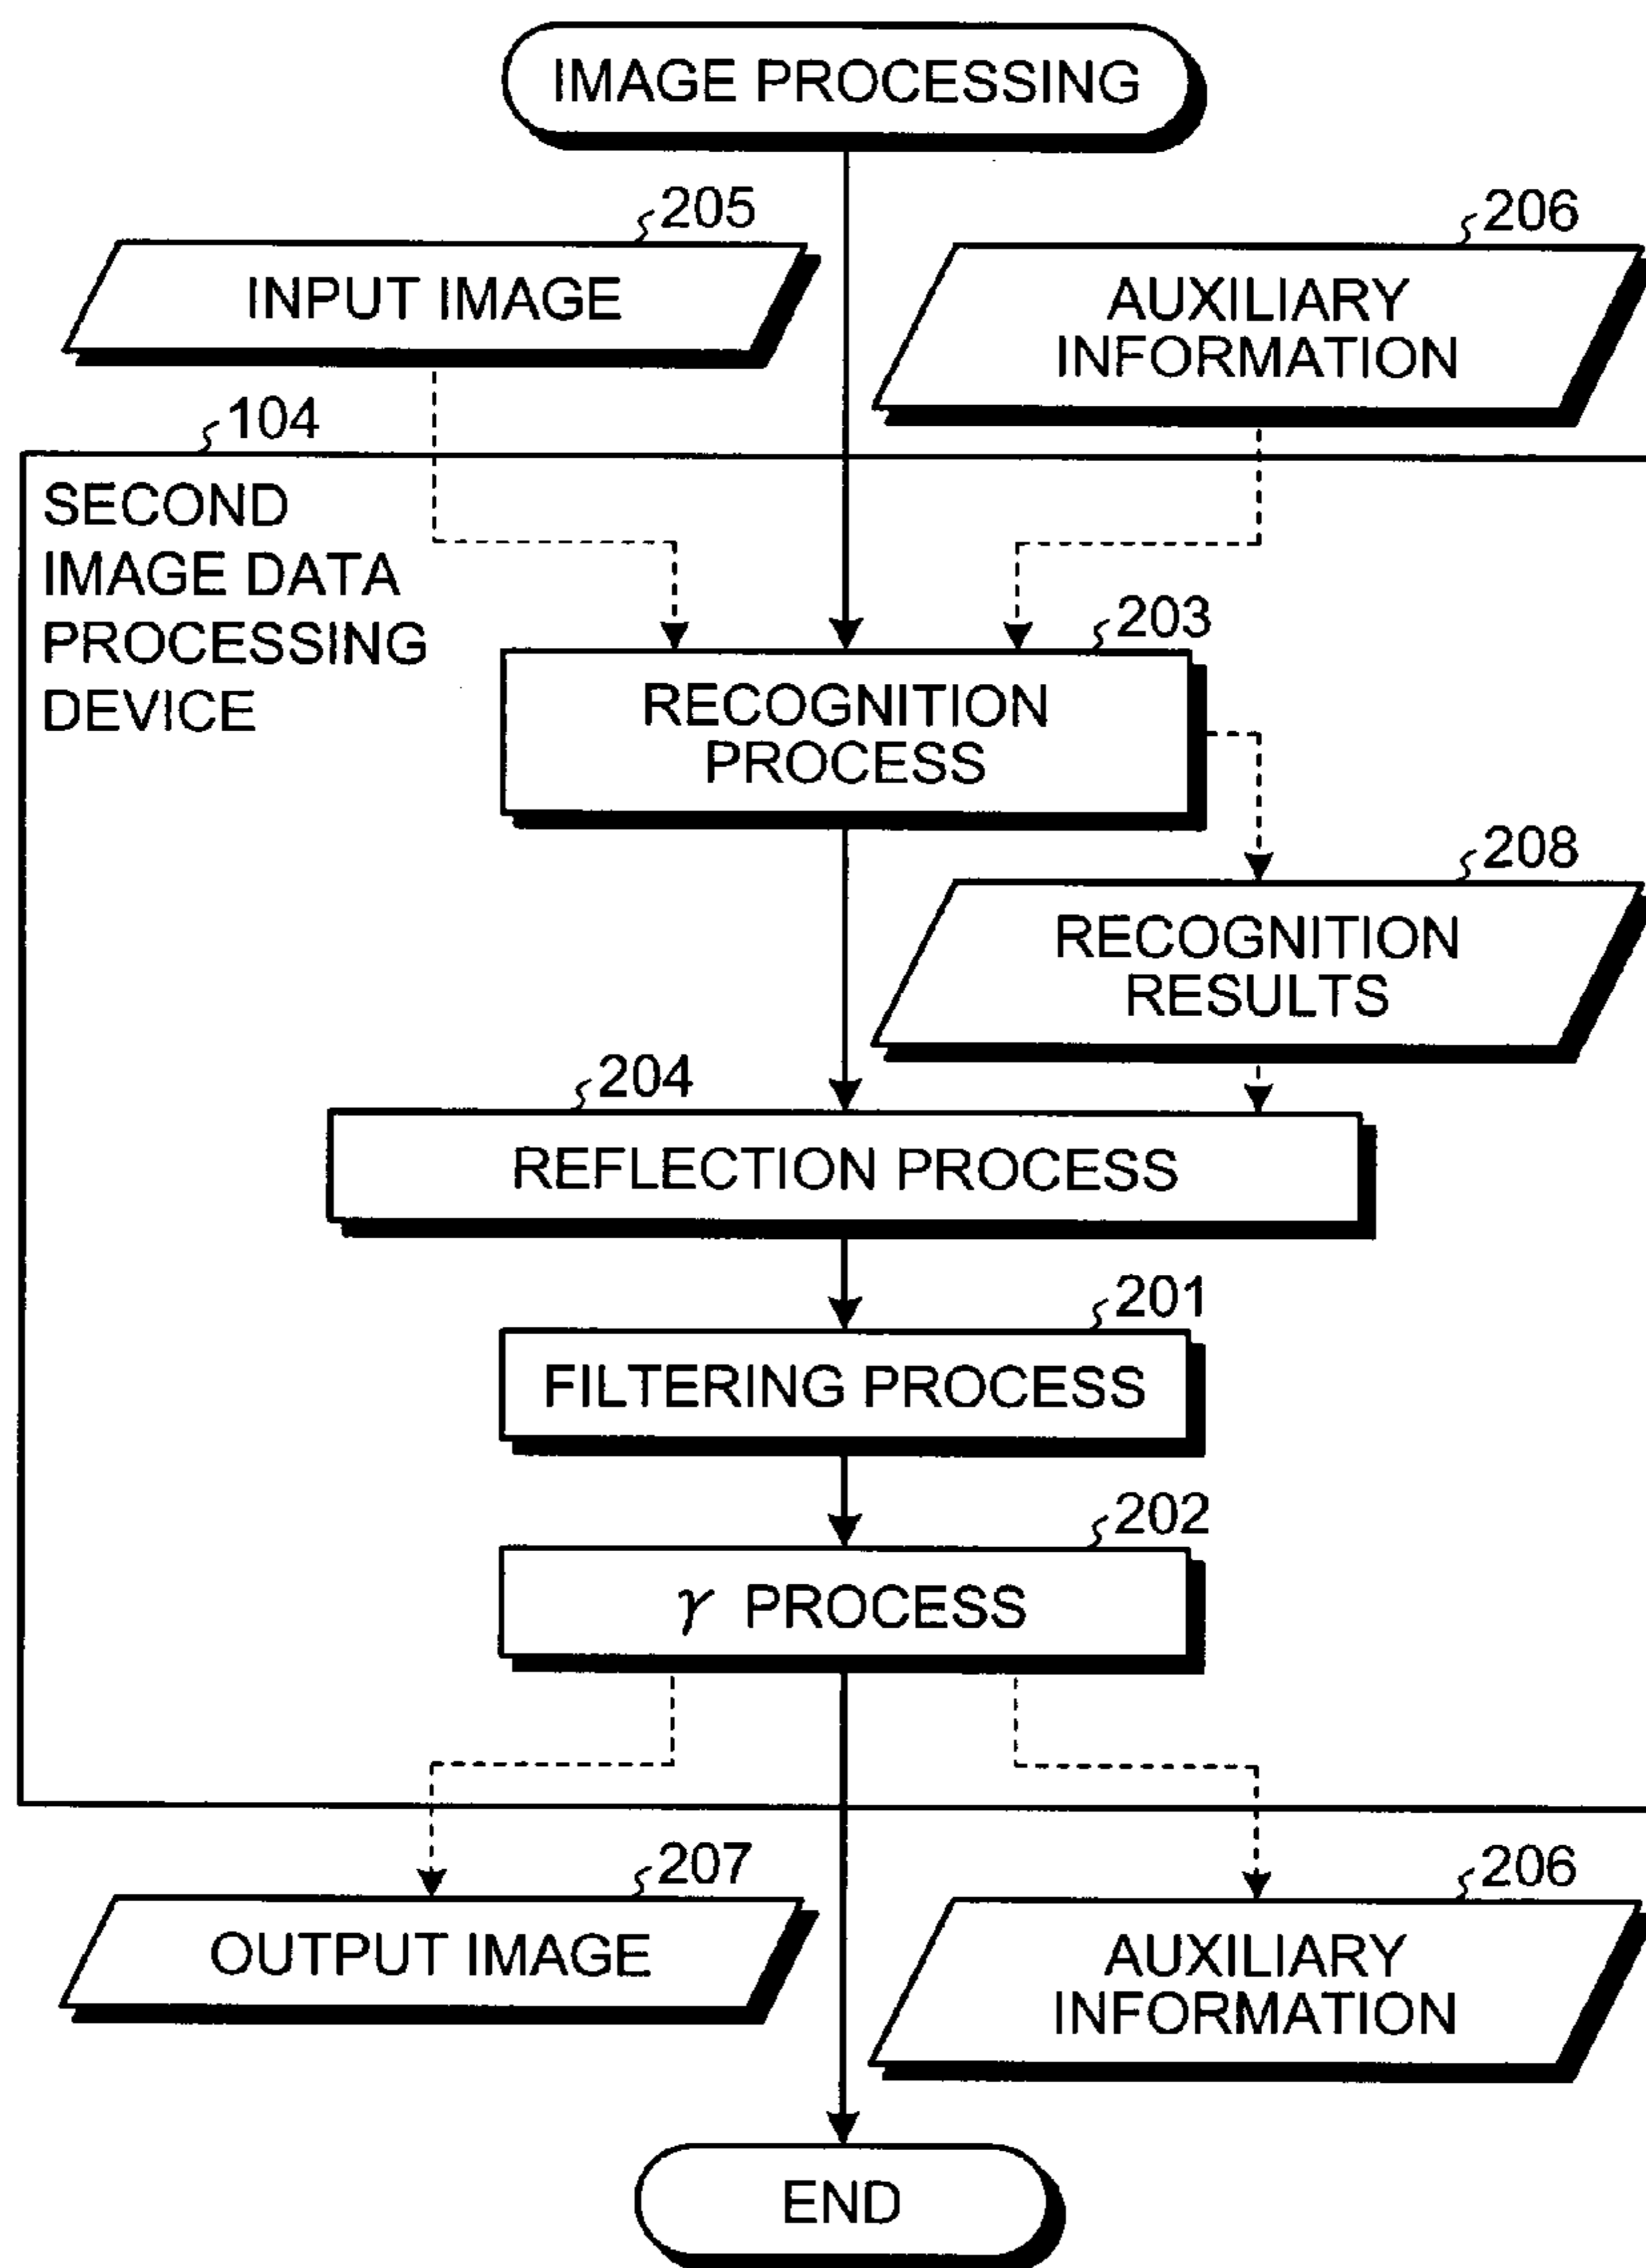 IMAGE PROCESSING
205
INPUT IMAGE
206
AUXILIARY
INFORMATION
104
SECOND
IMAGE DATA
PROCESSING
DEVICE
203
RECOGNITION
PROCESS
208
RECOGNITION
RESULTS
204
REFLECTION PROCESS
201
FILTERING PROCESS
202
γ PROCESS
207
OUTPUT IMAGE
206
AUXILIARY
INFORMATION
END